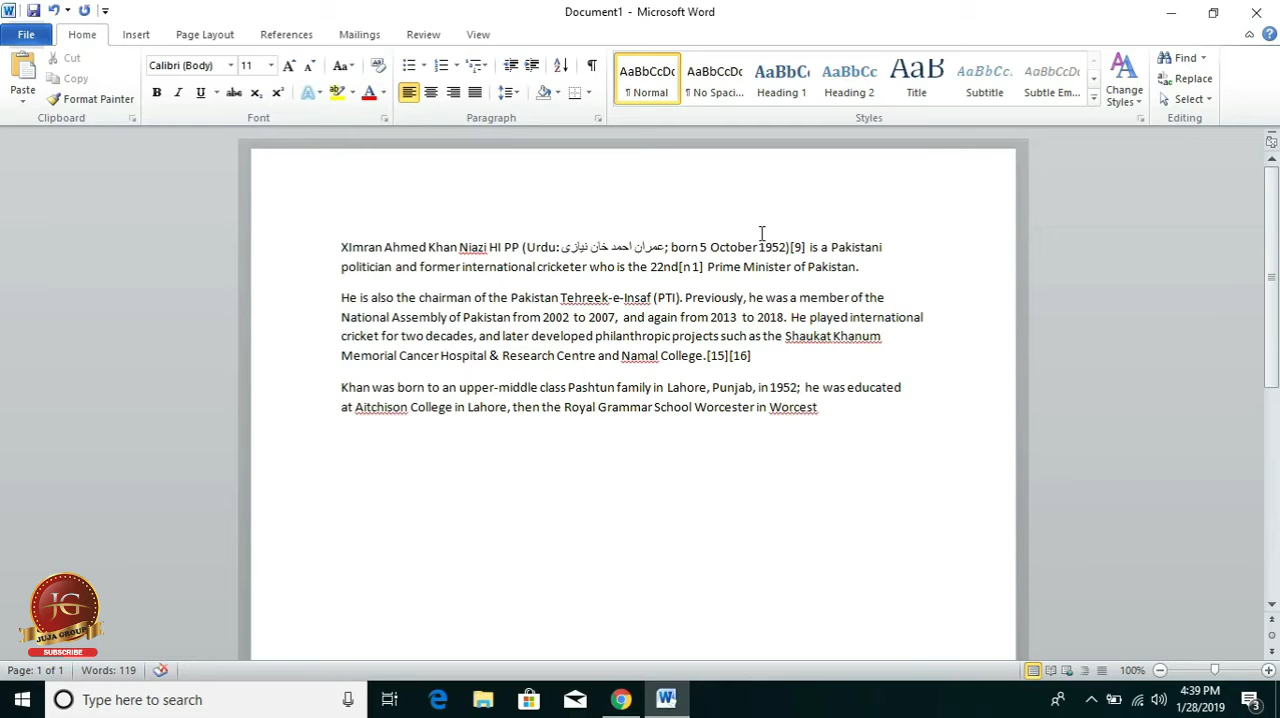 Document1 - Microsoft Word
File Home Insert Page Layout References Mailings Review View
Paste
Cut
Copy
Format Painter
Clipboard
Calibri (Body) 11
Font
Paragraph
AaBbCcDc AaBbCcDc AaBbCc AaBbCc AaB AaBbCc. AaBbCcDc
¶ Normal ¶ No Spaci... Heading 1 Heading 2 Title Subtitle Subtle Em...
Styles
Change
Styles
Find
Replace
Select
Editing
XImran Ahmed Khan Niazi HI PP (Urdu: عمران احمد خان نیازی; born 5 October 1952)[9] is a Pakistani
politician and former international cricketer who is the 22nd[n 1] Prime Minister of Pakistan.
He is also the chairman of the Pakistan Tehreek-e-Insaf (PTI). Previously, he was a member of the
National Assembly of Pakistan from 2002 to 2007, and again from 2013 to 2018. He played international
cricket for two decades, and later developed philanthropic projects such as the Shaukat Khanum
Memorial Cancer Hospital & Research Centre and Namal College.[15][16]
Khan was born to an upper-middle class Pashtun family in Lahore, Punjab, in 1952; he was educated
at Aitchison College in Lahore, then the Royal Grammar School Worcester in Worcest
JG
JUJA GROUP
SUBSCRIBE
Page: 1 of 1 Words: 119 100%
Type here to search
4:39 PM
1/28/2019
3